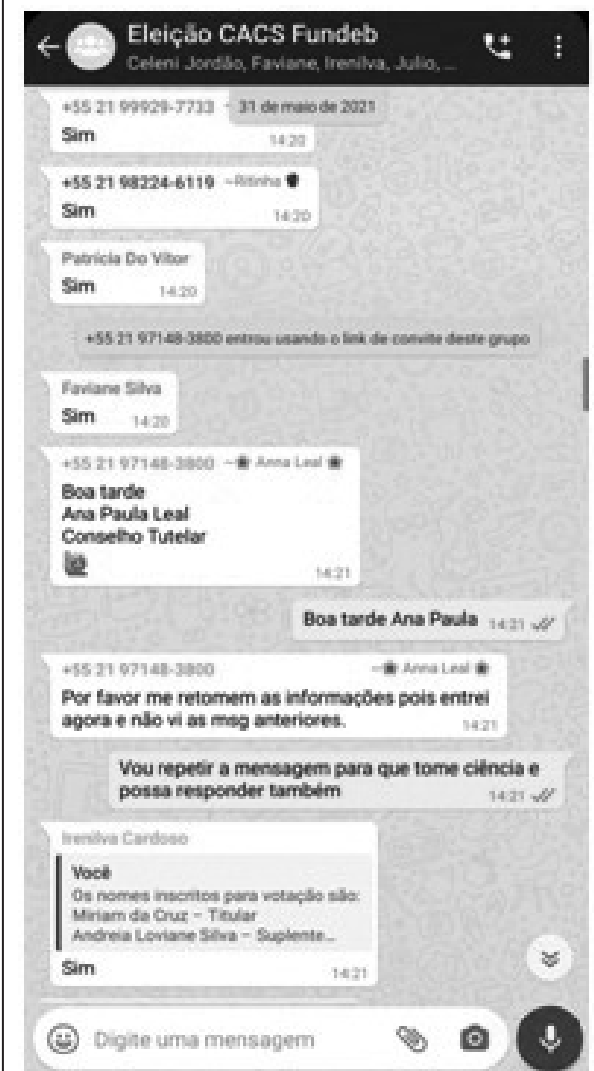 Eleição CACS Fundeb
Celeni Jordão, Faviane, Irenilva, Julio, ...
31 de maio de 2021
+55 21 99929-7733
Sim
14:20
+55 21 98224-6119 ~Ritinha
Sim
14:20
Patrícia Do Vitor
Sim
14:20
+55 21 97148-3800 entrou usando o link de convite deste grupo
Faviane Silva
Sim
14:20
+55 21 97148-3800 ~ Anna Leal
Boa tarde
Ana Paula Leal
Conselho Tutelar
14:21
Boa tarde Ana Paula 14:21
+55 21 97148-3800 ~ Anna Leal
Por favor me retomem as informações pois entrei
agora e não vi as msg anteriores.
14:21
Vou repetir a mensagem para que tome ciência e
possa responder também
14:21
Irenilva Cardoso
Você
Os nomes inscritos para votação são:
Miriam da Cruz – Titular
Andreia Loviane Silva – Suplente...
Sim
14:21
Digite uma mensagem